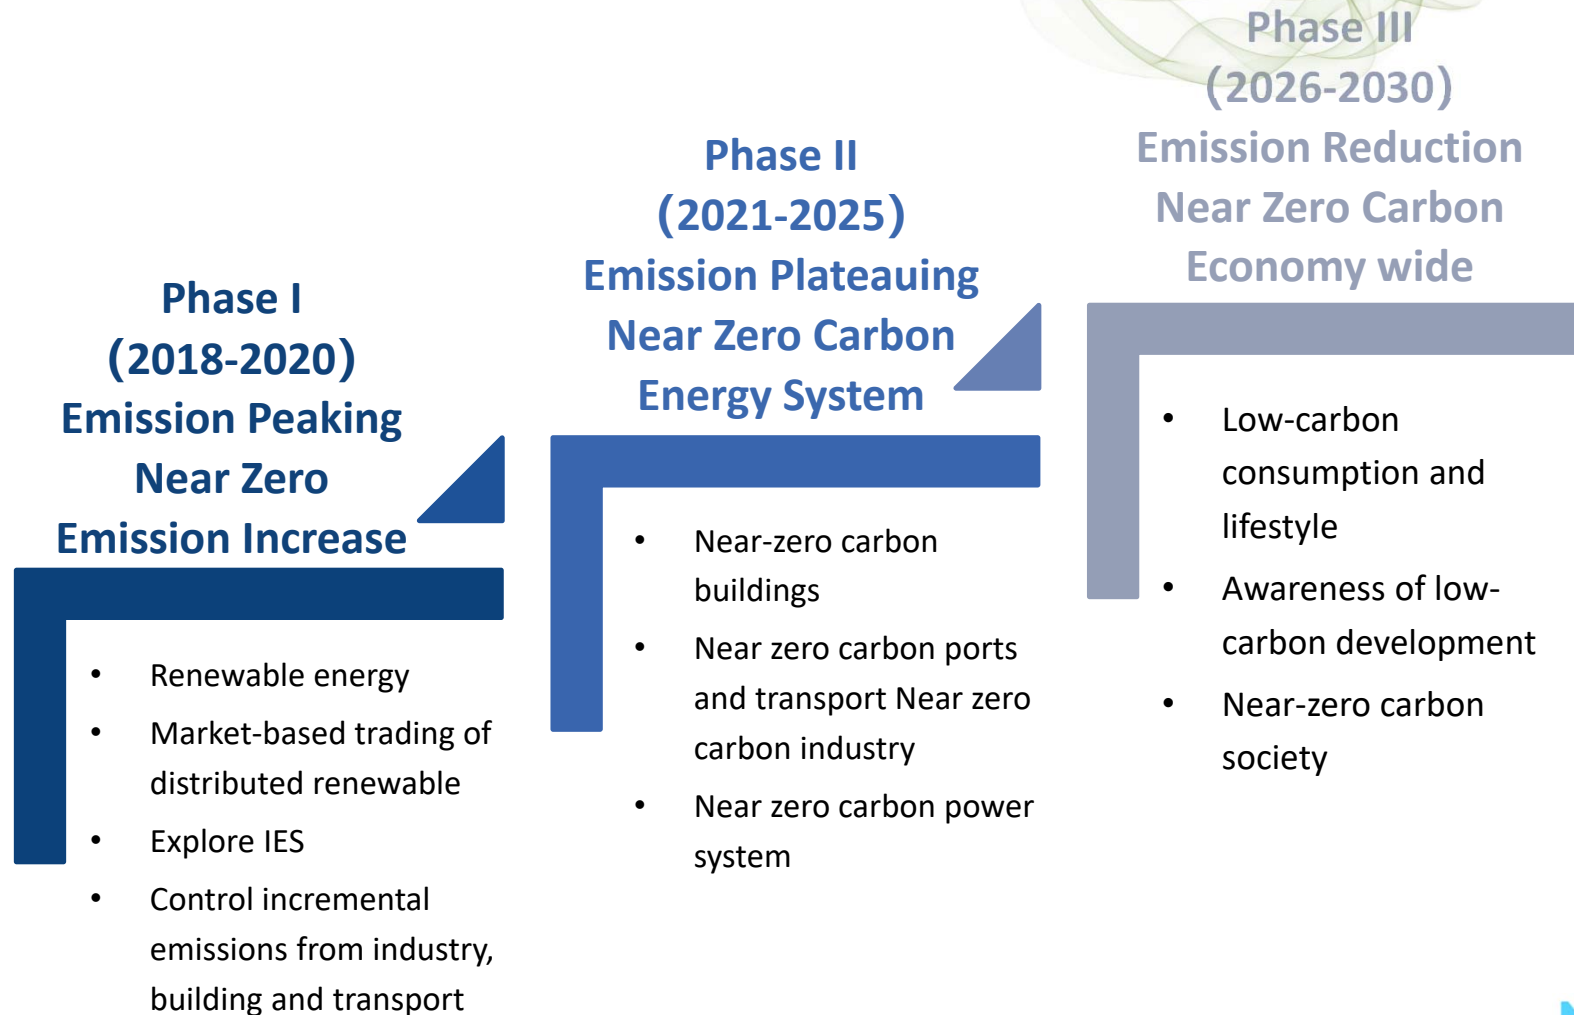 Phase I
(2018-2020)
Emission Peaking
Near Zero
Emission Increase
• Renewable energy
• Market-based trading of
distributed renewable
• Explore IES
• Control incremental
emissions from industry,
building and transport
Phase II
(2021-2025)
Emission Plateauing
Near Zero Carbon
Energy System
• Near-zero carbon
buildings
• Near zero carbon ports
and transport Near zero
carbon industry
• Near zero carbon power
system
Phase III
(2026-2030)
Emission Reduction
Near Zero Carbon
Economy wide
• Low-carbon
consumption and
lifestyle
• Awareness of low-
carbon development
• Near-zero carbon
society